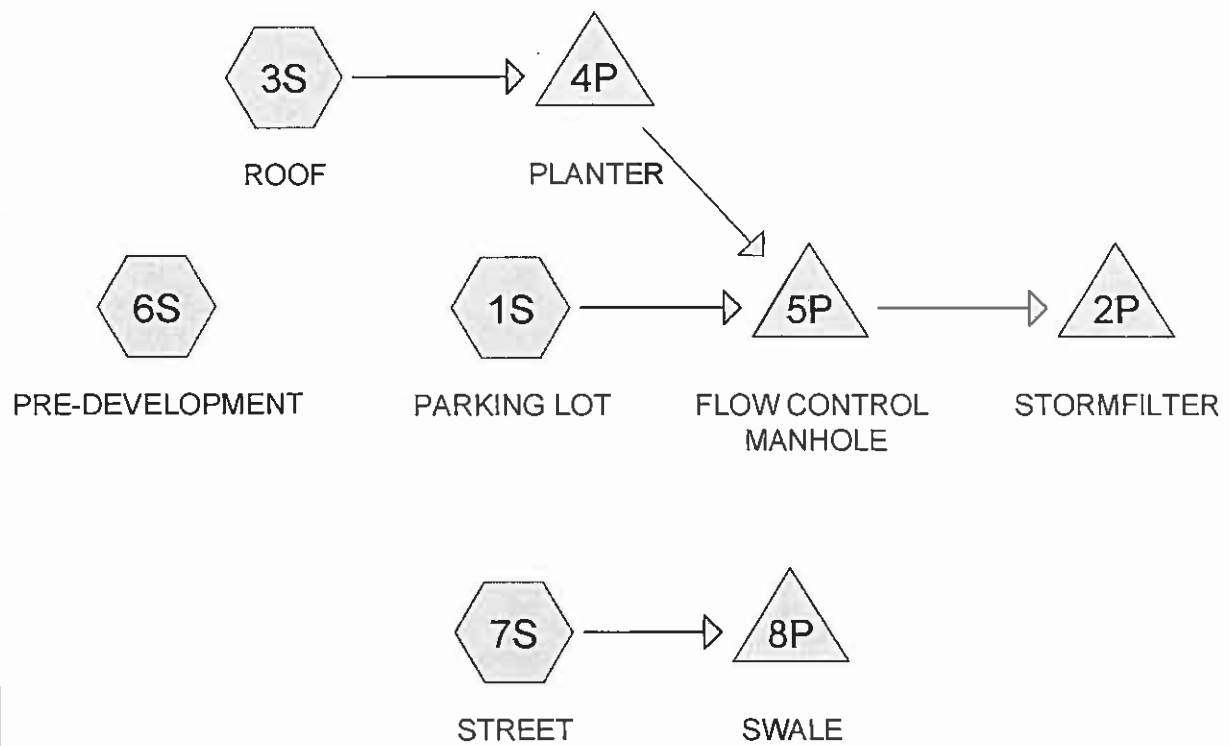 3S
4P
ROOF
PLANTER
6S
1S
5P
2P
PRE-DEVELOPMENT
PARKING LOT
FLOW CONTROL
MANHOLE
STORMFILTER
7S
8P
STREET
SWALE